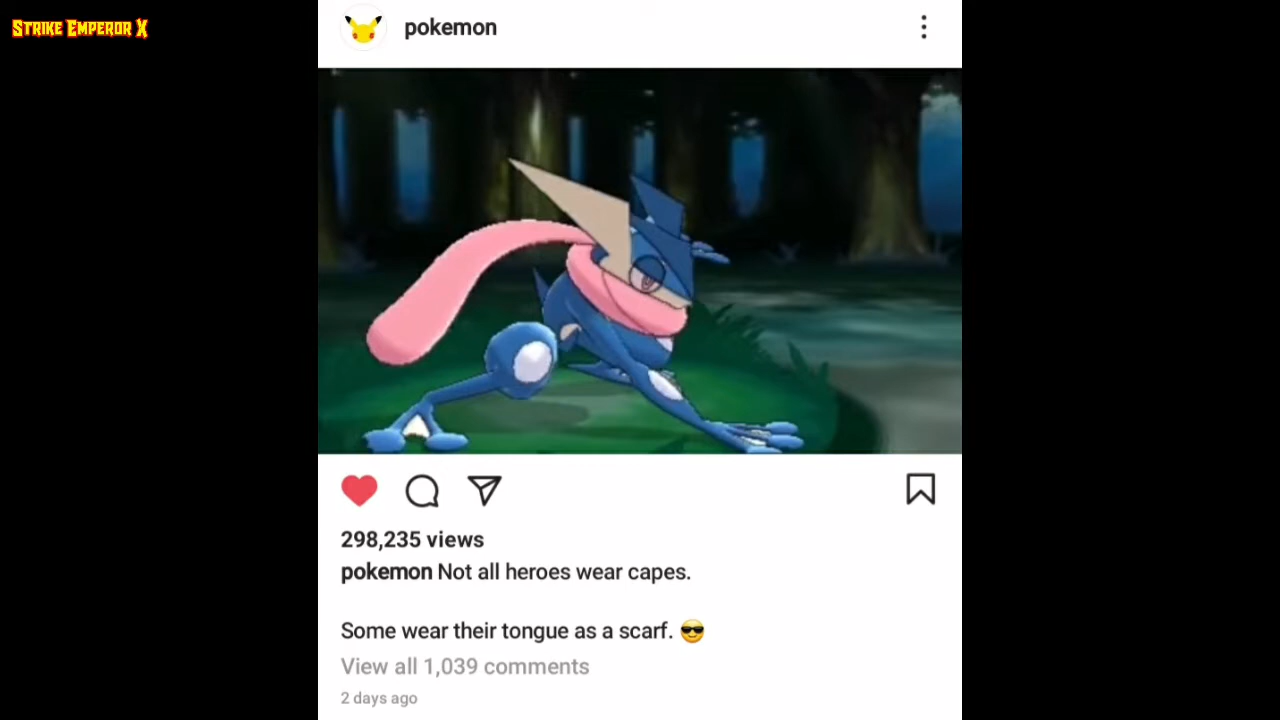 Strike Emperor X
pokemon
298,235 views
pokemon Not all heroes wear capes.
Some wear their tongue as a scarf. 😎
View all 1,039 comments
2 days ago